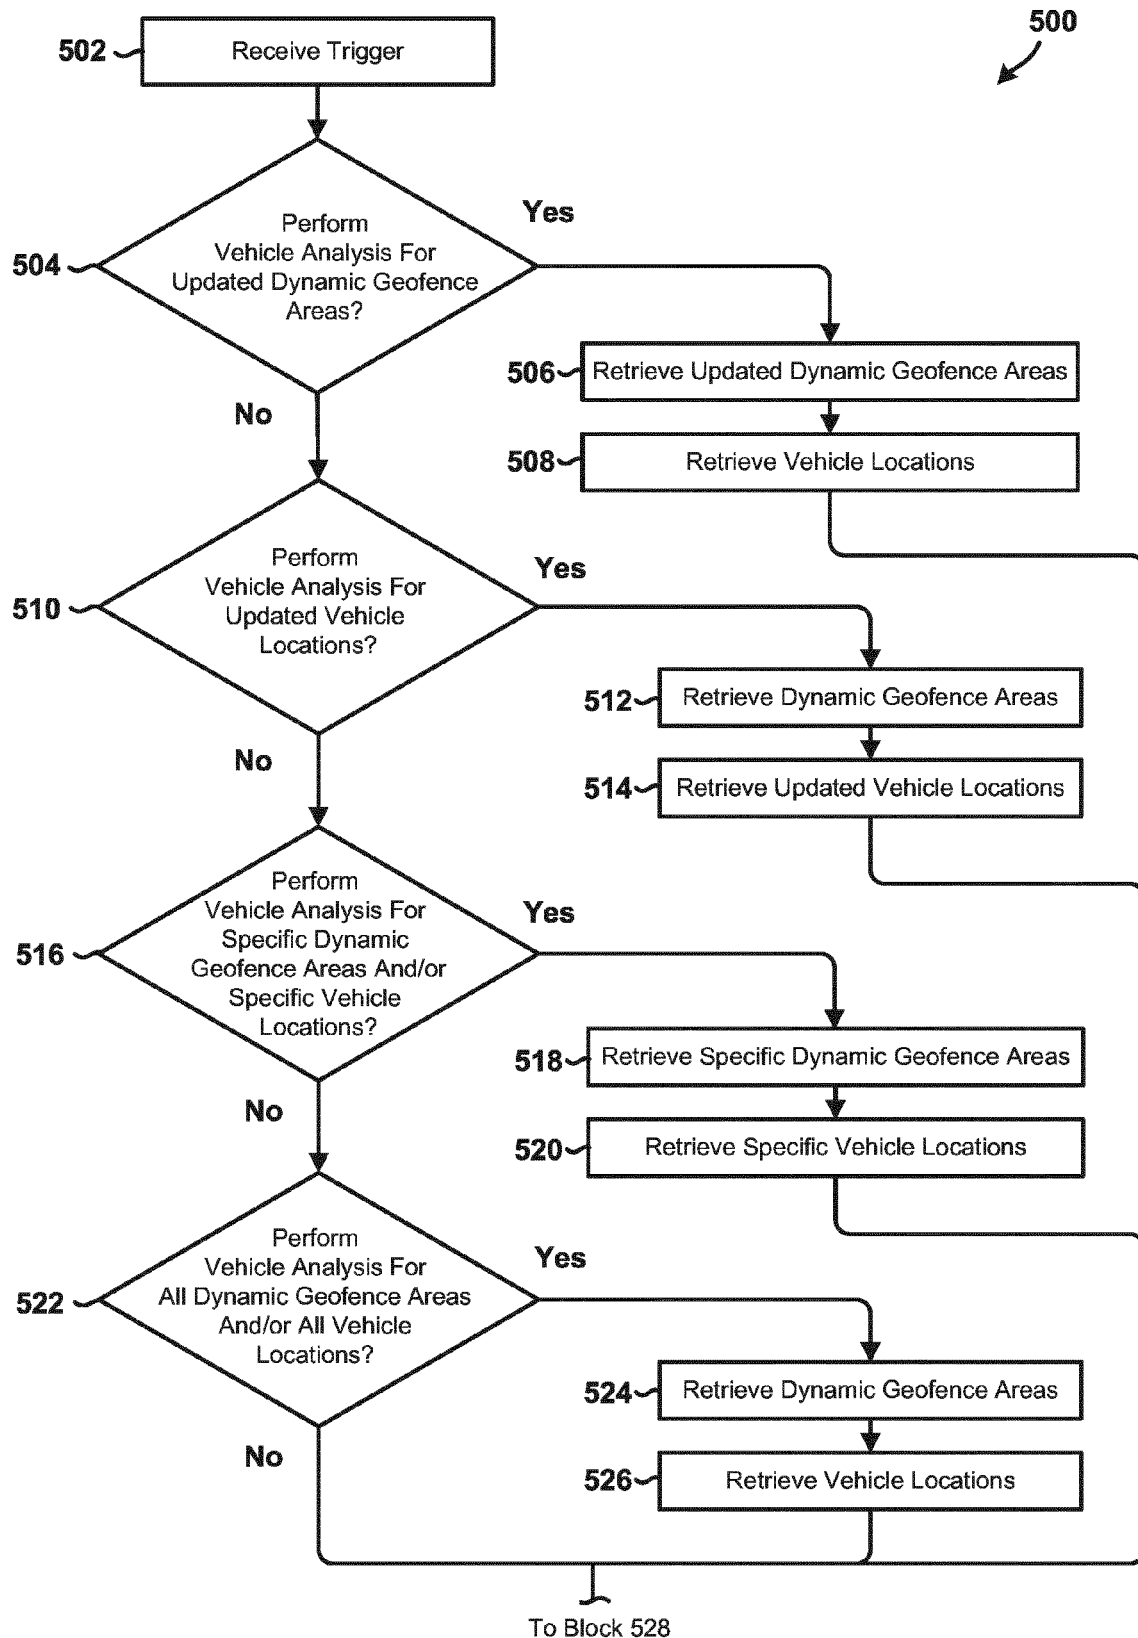 500
502
Receive Trigger
504
Perform
Vehicle Analysis For
Updated Dynamic Geofence
Areas?
Yes
No
506
Retrieve Updated Dynamic Geofence Areas
508
Retrieve Vehicle Locations
510
Perform
Vehicle Analysis For
Updated Vehicle
Locations?
Yes
No
512
Retrieve Dynamic Geofence Areas
514
Retrieve Updated Vehicle Locations
516
Perform
Vehicle Analysis For
Specific Dynamic
Geofence Areas And/or
Specific Vehicle
Locations?
Yes
No
518
Retrieve Specific Dynamic Geofence Areas
520
Retrieve Specific Vehicle Locations
522
Perform
Vehicle Analysis For
All Dynamic Geofence Areas
And/or All Vehicle
Locations?
Yes
No
524
Retrieve Dynamic Geofence Areas
526
Retrieve Vehicle Locations
To Block 528